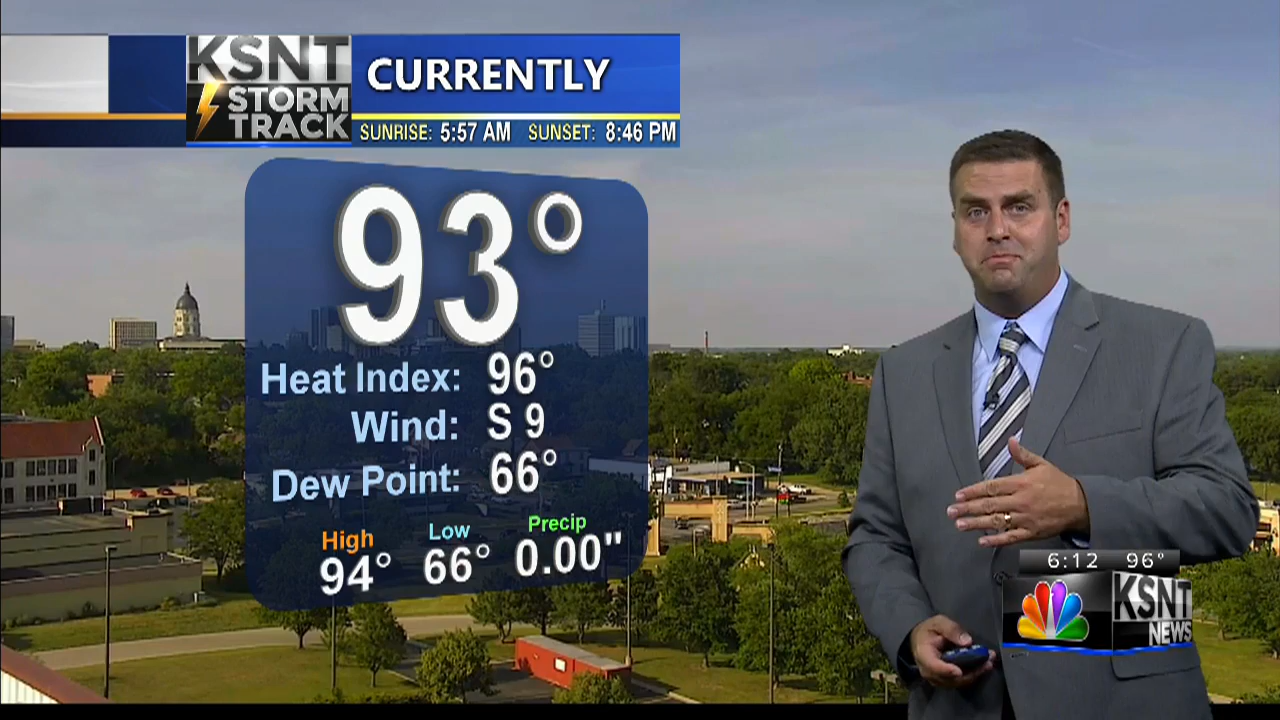 KSNT
STORM
TRACK
CURRENTLY
SUNRISE: 5:57 AM SUNSET: 8:46 PM
93°
Heat Index: 96°
Wind: S 9
Dew Point: 66°
High Low Precip
94° 66° 0.00"
6:12 96°
KSNT
NEWS